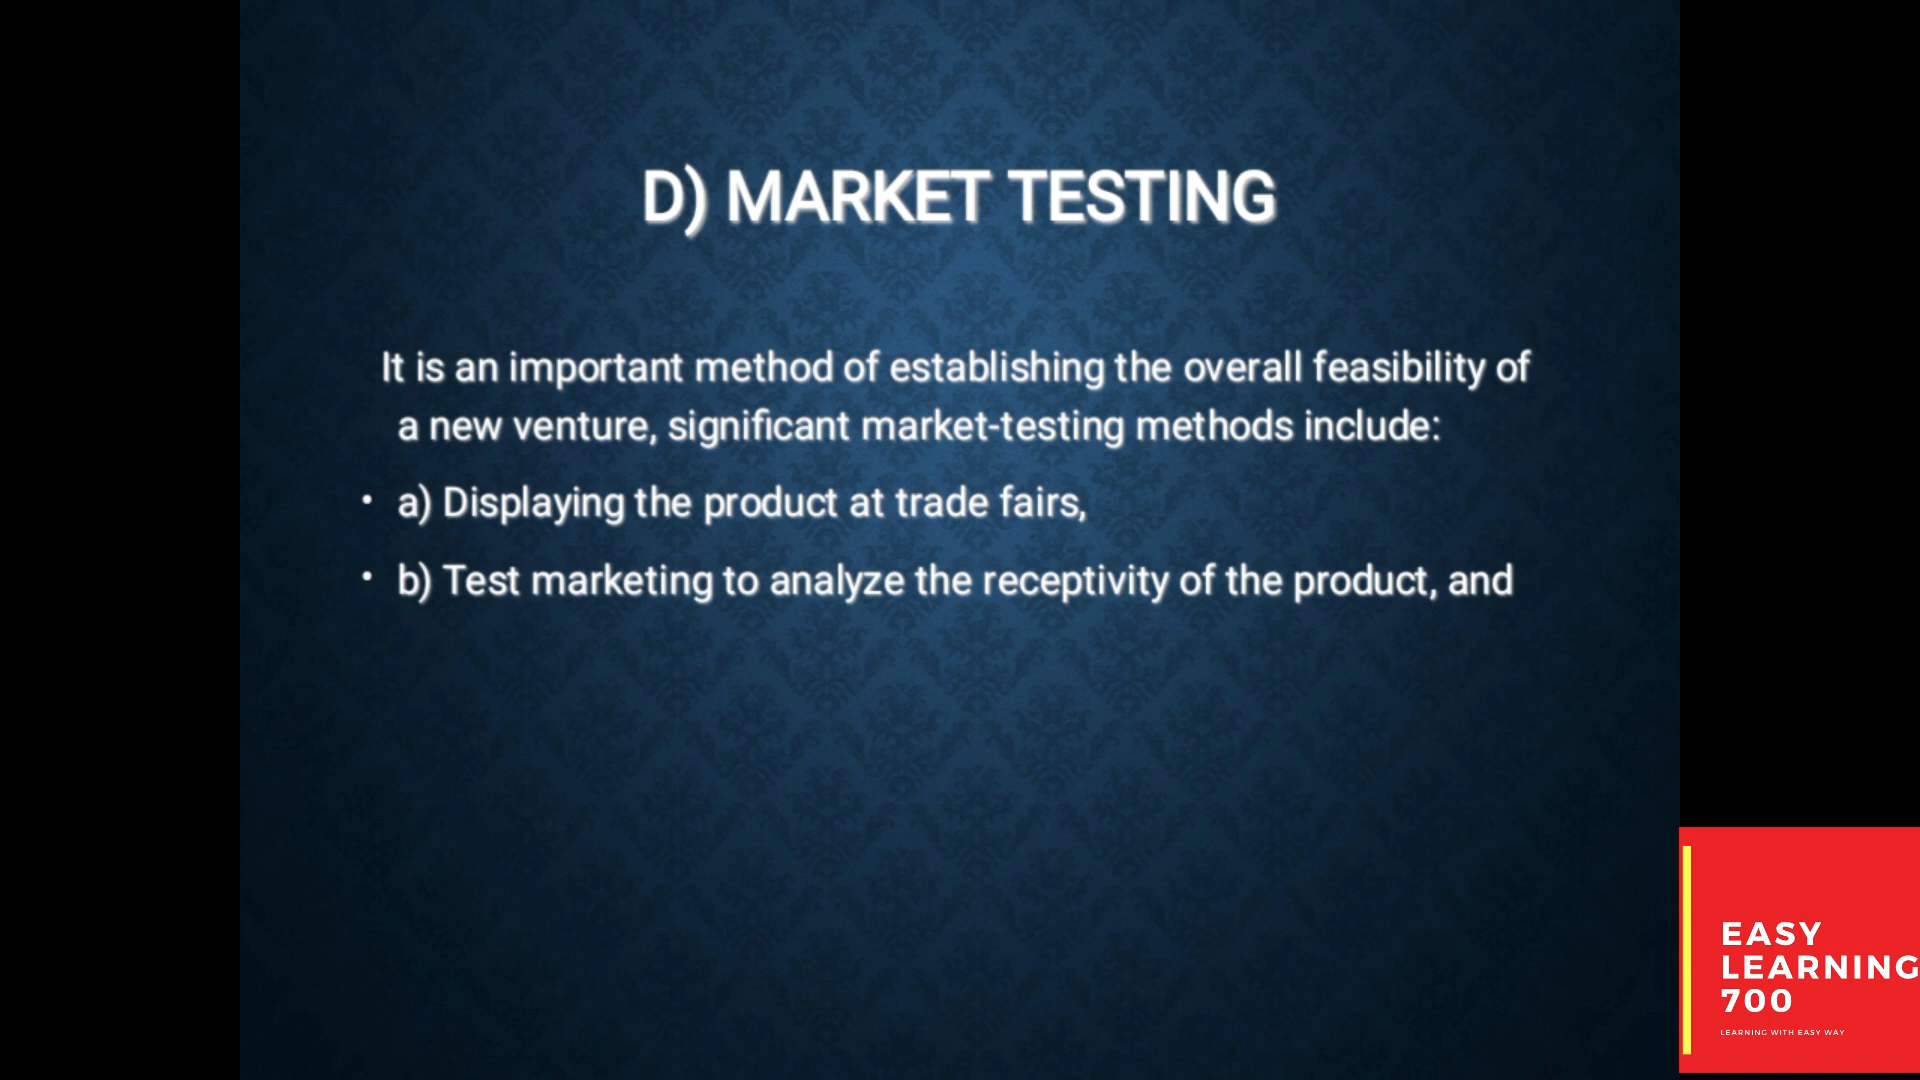 D) MARKET TESTING
It is an important method of establishing the overall feasibility of
a new venture, significant market-testing methods include:
• a) Displaying the product at trade fairs,
• b) Test marketing to analyze the receptivity of the product, and
EASY
LEARNING
700
LEARNING WITH EASY WAY